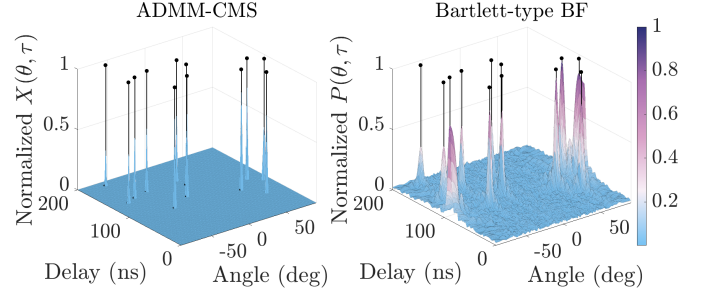 ADMM-CMS
Normalized X(θ,τ)
1
0.5
0
200
100
0
Delay (ns)
-50
0
50
Angle (deg)
Bartlett-type BF
Normalized P(θ,τ)
1
0.5
0
200
100
0
Delay (ns)
-50
0
50
Angle (deg)
1
0.8
0.6
0.4
0.2